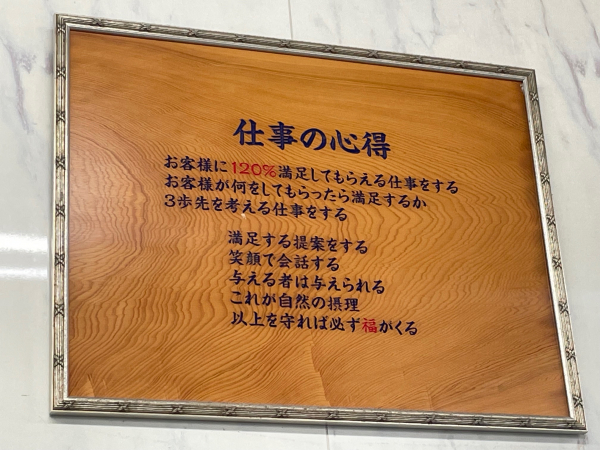 仕事の心得
お客様に120%満足してもらえる仕事をする
お客様が何をしてもらったら満足するか
3歩先を考える仕事をする
満足する提案をする
笑顔で会話する
与える者は与えられる
これが自然の摂理
以上を守れば必ず福がくる